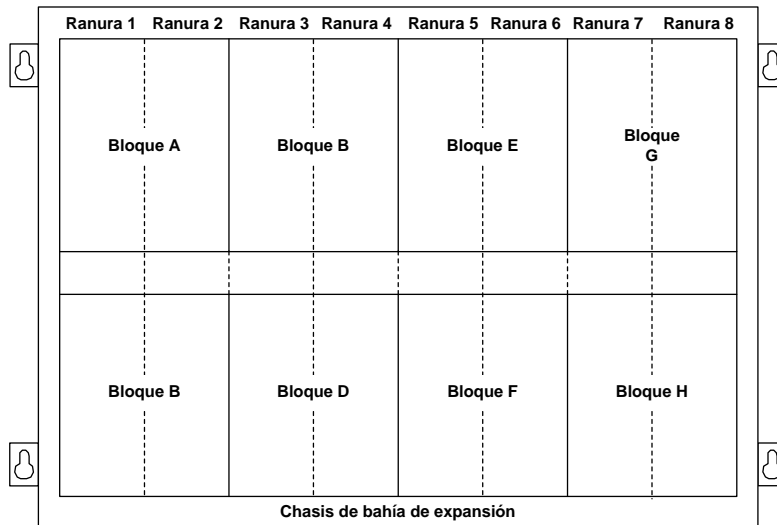 Ranura 1 Ranura 2 Ranura 3 Ranura 4 Ranura 5 Ranura 6 Ranura 7 Ranura 8
Bloque A Bloque B Bloque E Bloque
G
Bloque B Bloque D Bloque F Bloque H
Chasis de bahía de expansión